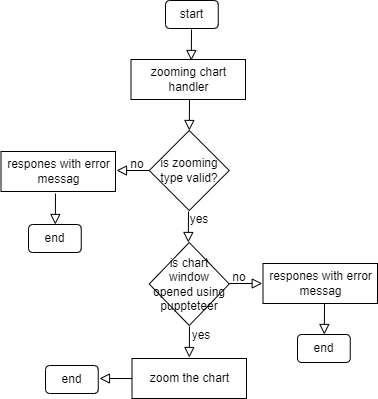 start
zooming chart
handler
is zooming
type valid?
no
respones with error
messag
end
yes
is chart
window
opened using
puppteteer
no
respones with error
messag
end
yes
zoom the chart
end